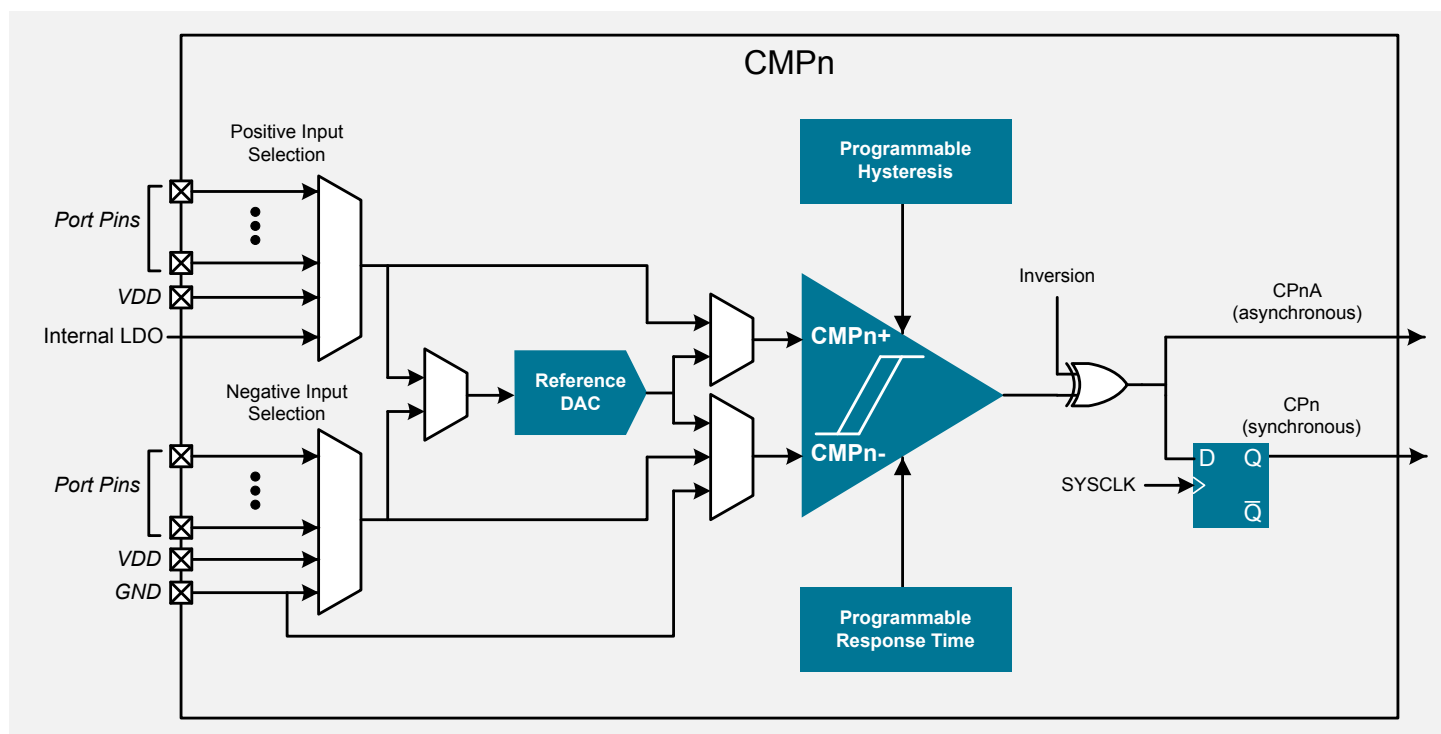 CMPn
Positive Input
Selection
Port Pins
VDD
Internal LDO
Negative Input
Selection
Port Pins
VDD
GND
Reference
DAC
Programmable
Hysteresis
CMPn+
CMPn-
Programmable
Response Time
Inversion
CPnA
(asynchronous)
CPn
(synchronous)
SYSCLK
D Q
Q̅